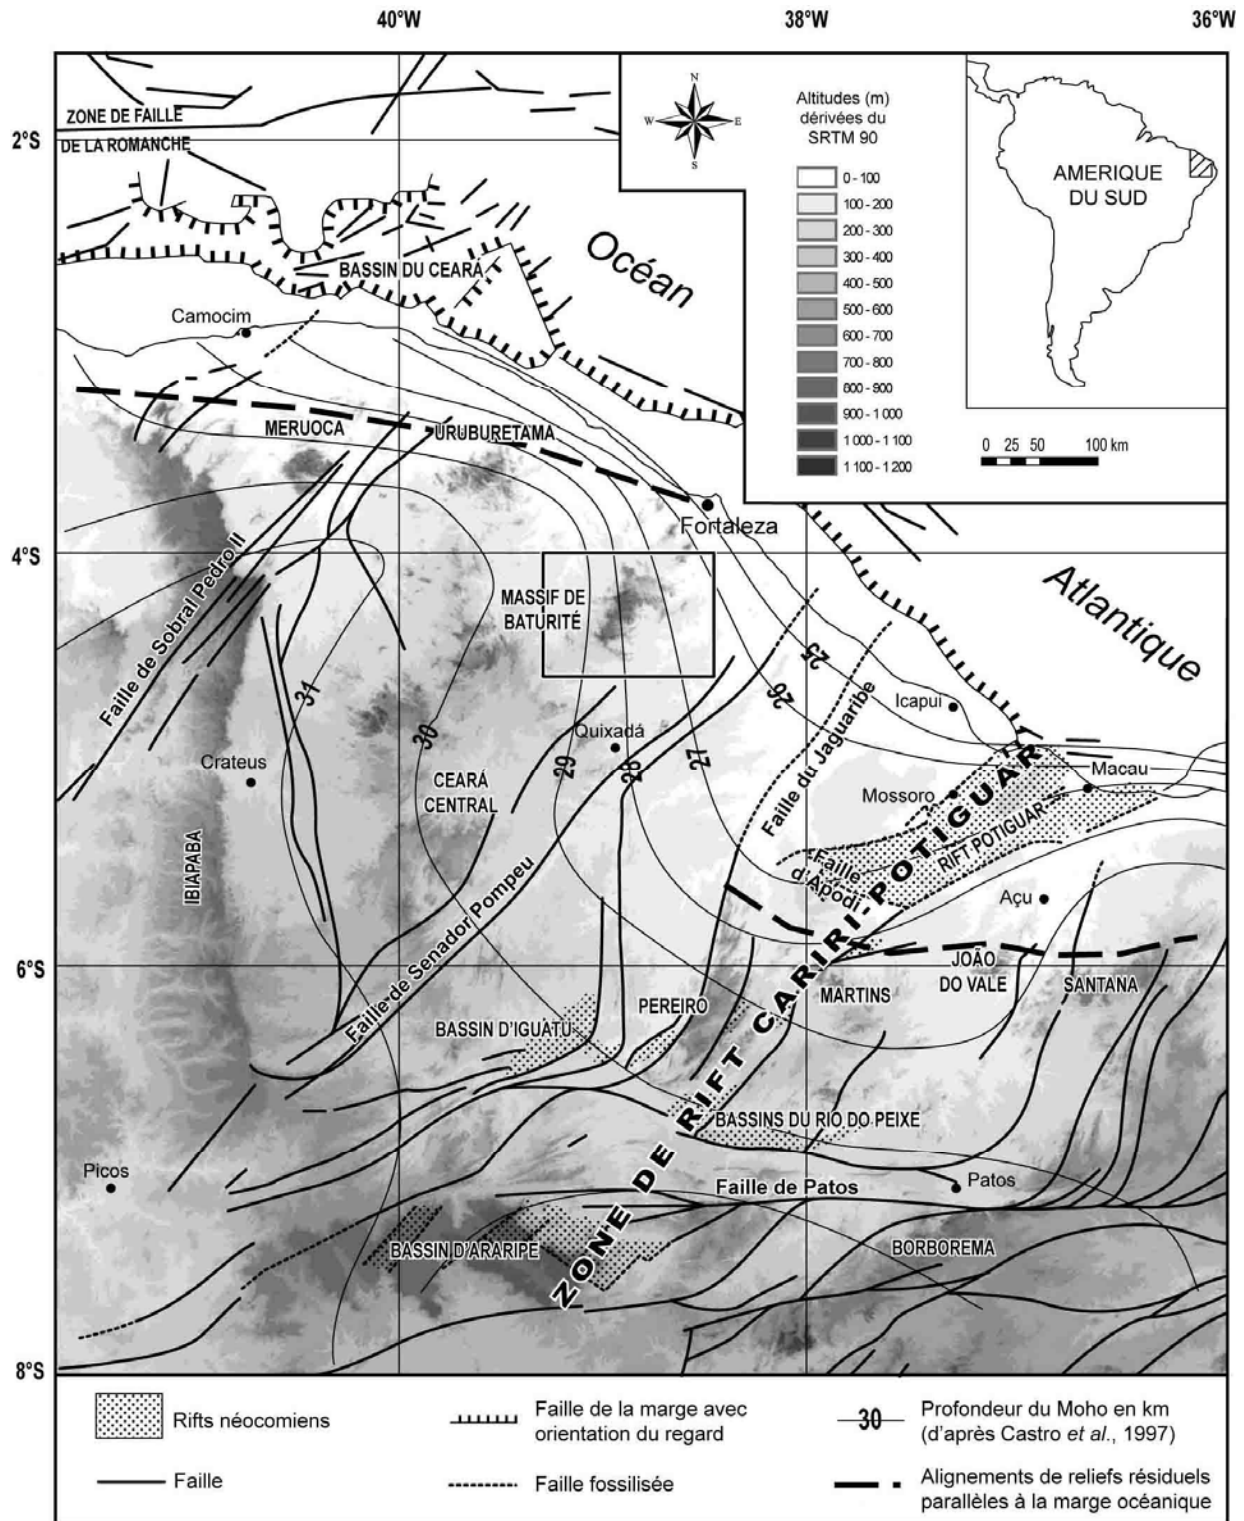 40°W
38°W
36°W
2°S
4°S
6°S
8°S
ZONE DE FAILLE
DE LA ROMANCHE
N
W
E
S
Altitudes (m)
dérivées du
SRTM 90
0 - 100
100 - 200
200 - 300
300 - 400
400 - 500
500 - 600
600 - 700
700 - 800
800 - 900
900 - 1 000
1 000 - 1 100
1 100 - 1 200
AMÉRIQUE
DU SUD
0 25 50 100 km
Océan
Atlantique
BASSIN DU CEARÁ
Camocim
MERUOCA
URUBURETAMA
Fortaleza
Faille de Sobral Pedro II
MASSIF DE
BATURITÉ
31
30
29
28
27
26
25
Icapui
Quixadá
Crateus
CEARÁ
CENTRAL
Faille du Jaguaribe
Mossoro
Macau
IBIAPABA
Faille
d'Apodi
RIFT POTIGUAR
Açu
Faille de Senador Pompeu
JOÃO
DO VALE
SANTANA
MARTINS
PEREIRO
BASSIN D'IGUATU
ZONE DE RIFT CARIRI-POTIGUAR
BASSINS DU RIO DO PEIXE
Picos
Faille de Patos
Patos
BASSIN D'ARARIPE
BORBOREMA
Rifts néocomiens
Faille de la marge avec
orientation du regard
30
Profondeur du Moho en km
(d'après Castro et al., 1997)
Faille
Faille fossilisée
Alignements de reliefs résiduels
parallèles à la marge océanique